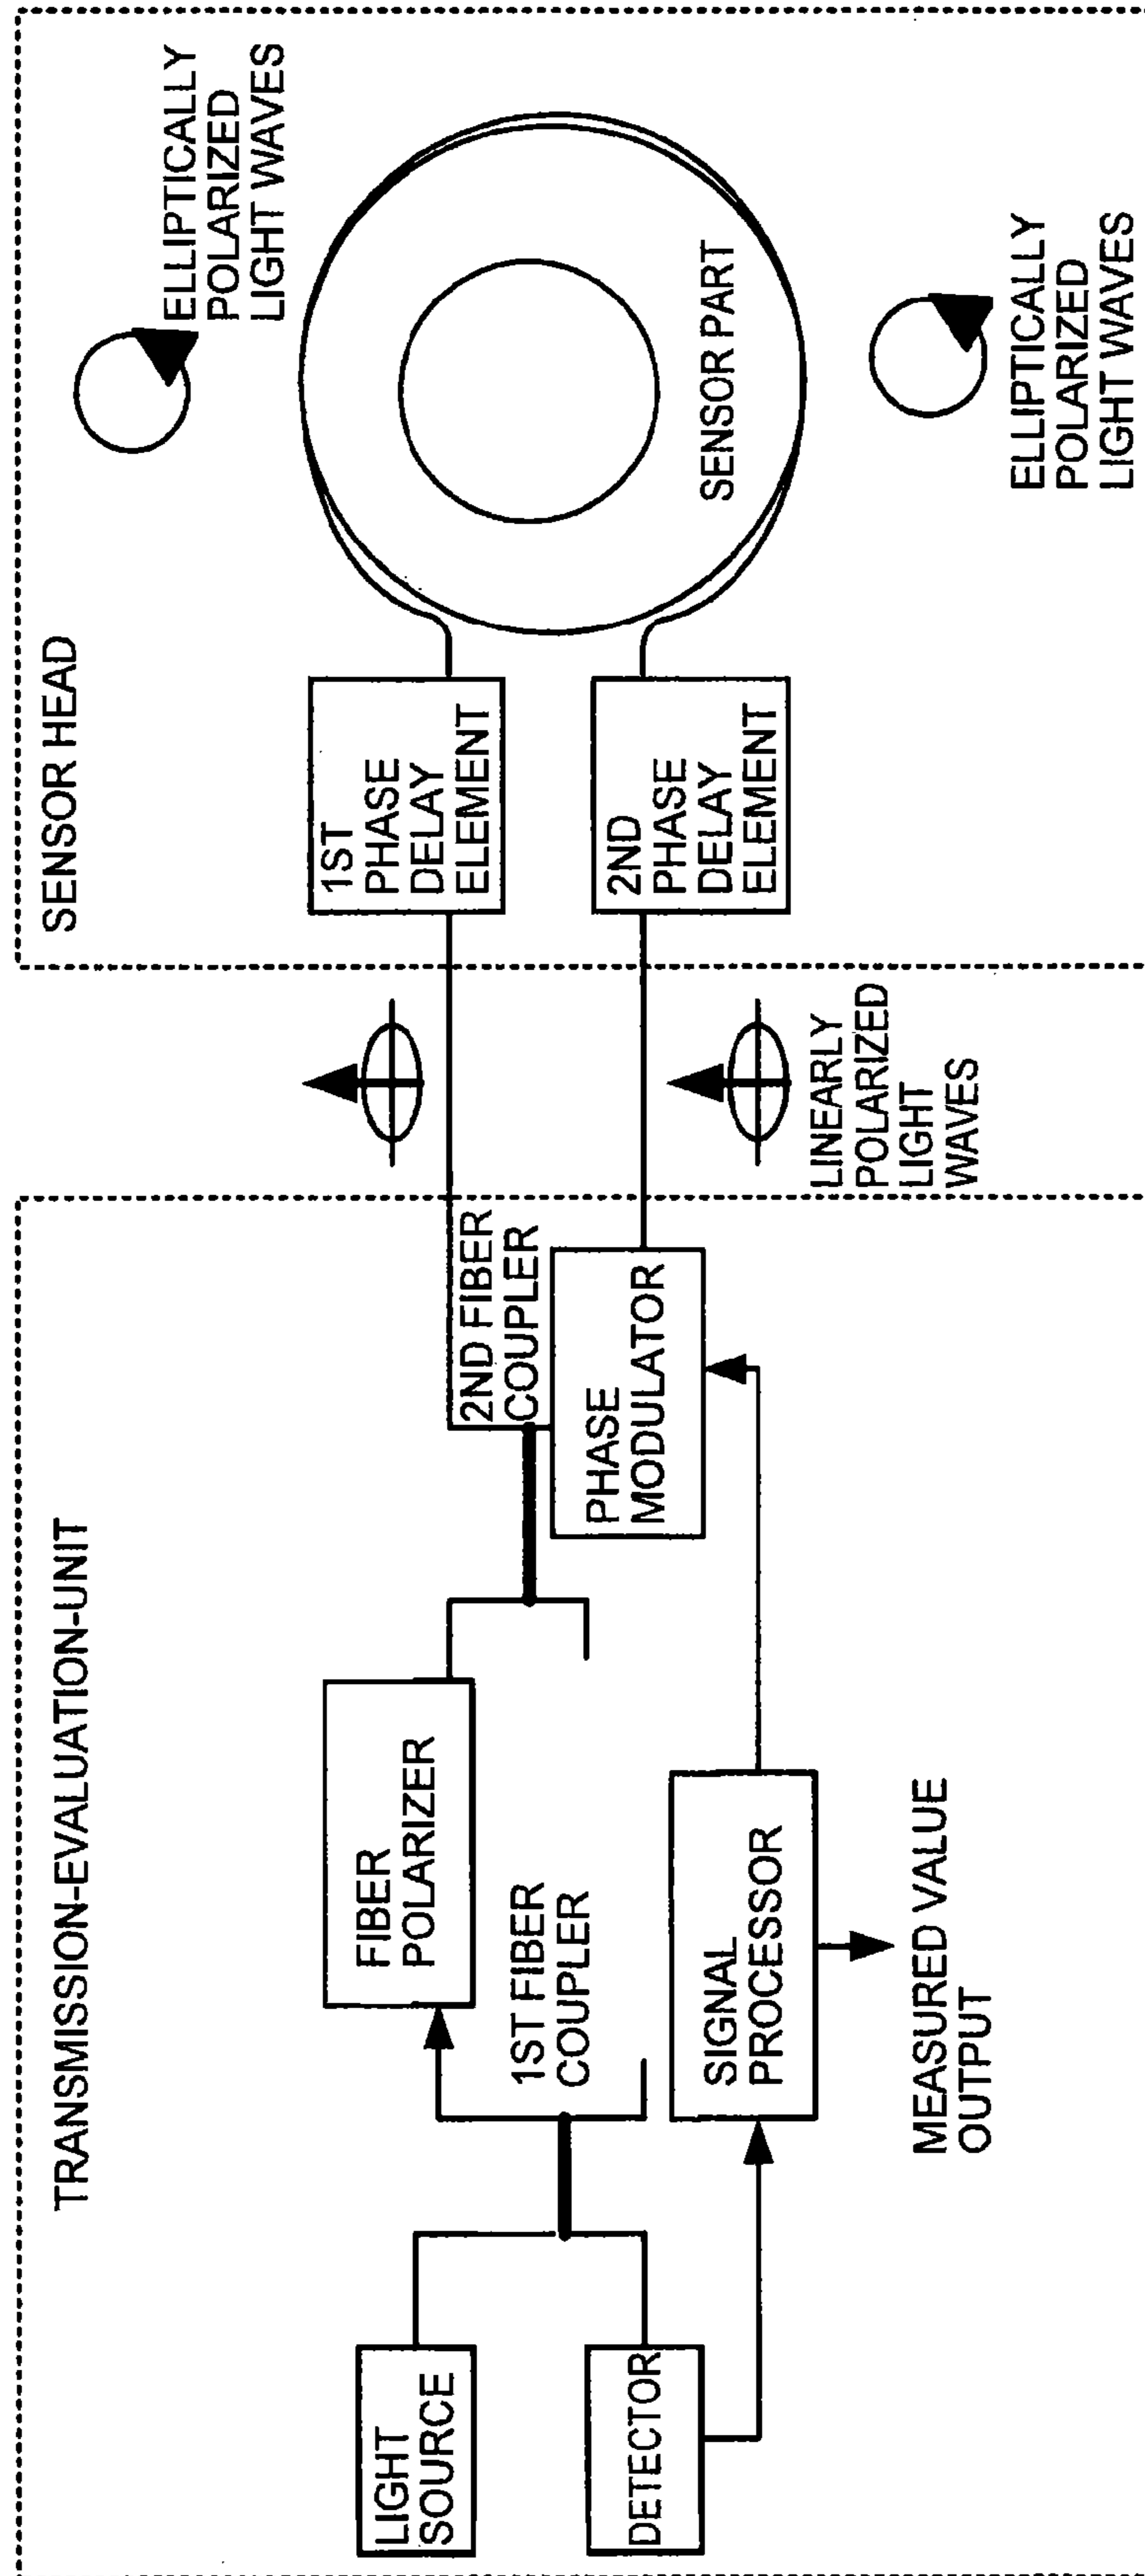 TRANSMISSION-EVALUATION-UNIT
LIGHT
SOURCE
DETECTOR
1ST FIBER
COUPLER
FIBER
POLARIZER
SIGNAL
PROCESSOR
MEASURED VALUE
OUTPUT
2ND FIBER
COUPLER
PHASE
MODULATOR
LINEARLY
POLARIZED
LIGHT
WAVES
SENSOR HEAD
1ST
PHASE
DELAY
ELEMENT
2ND
PHASE
DELAY
ELEMENT
SENSOR PART
ELLIPTICALLY
POLARIZED
LIGHT WAVES
ELLIPTICALLY
POLARIZED
LIGHT WAVES